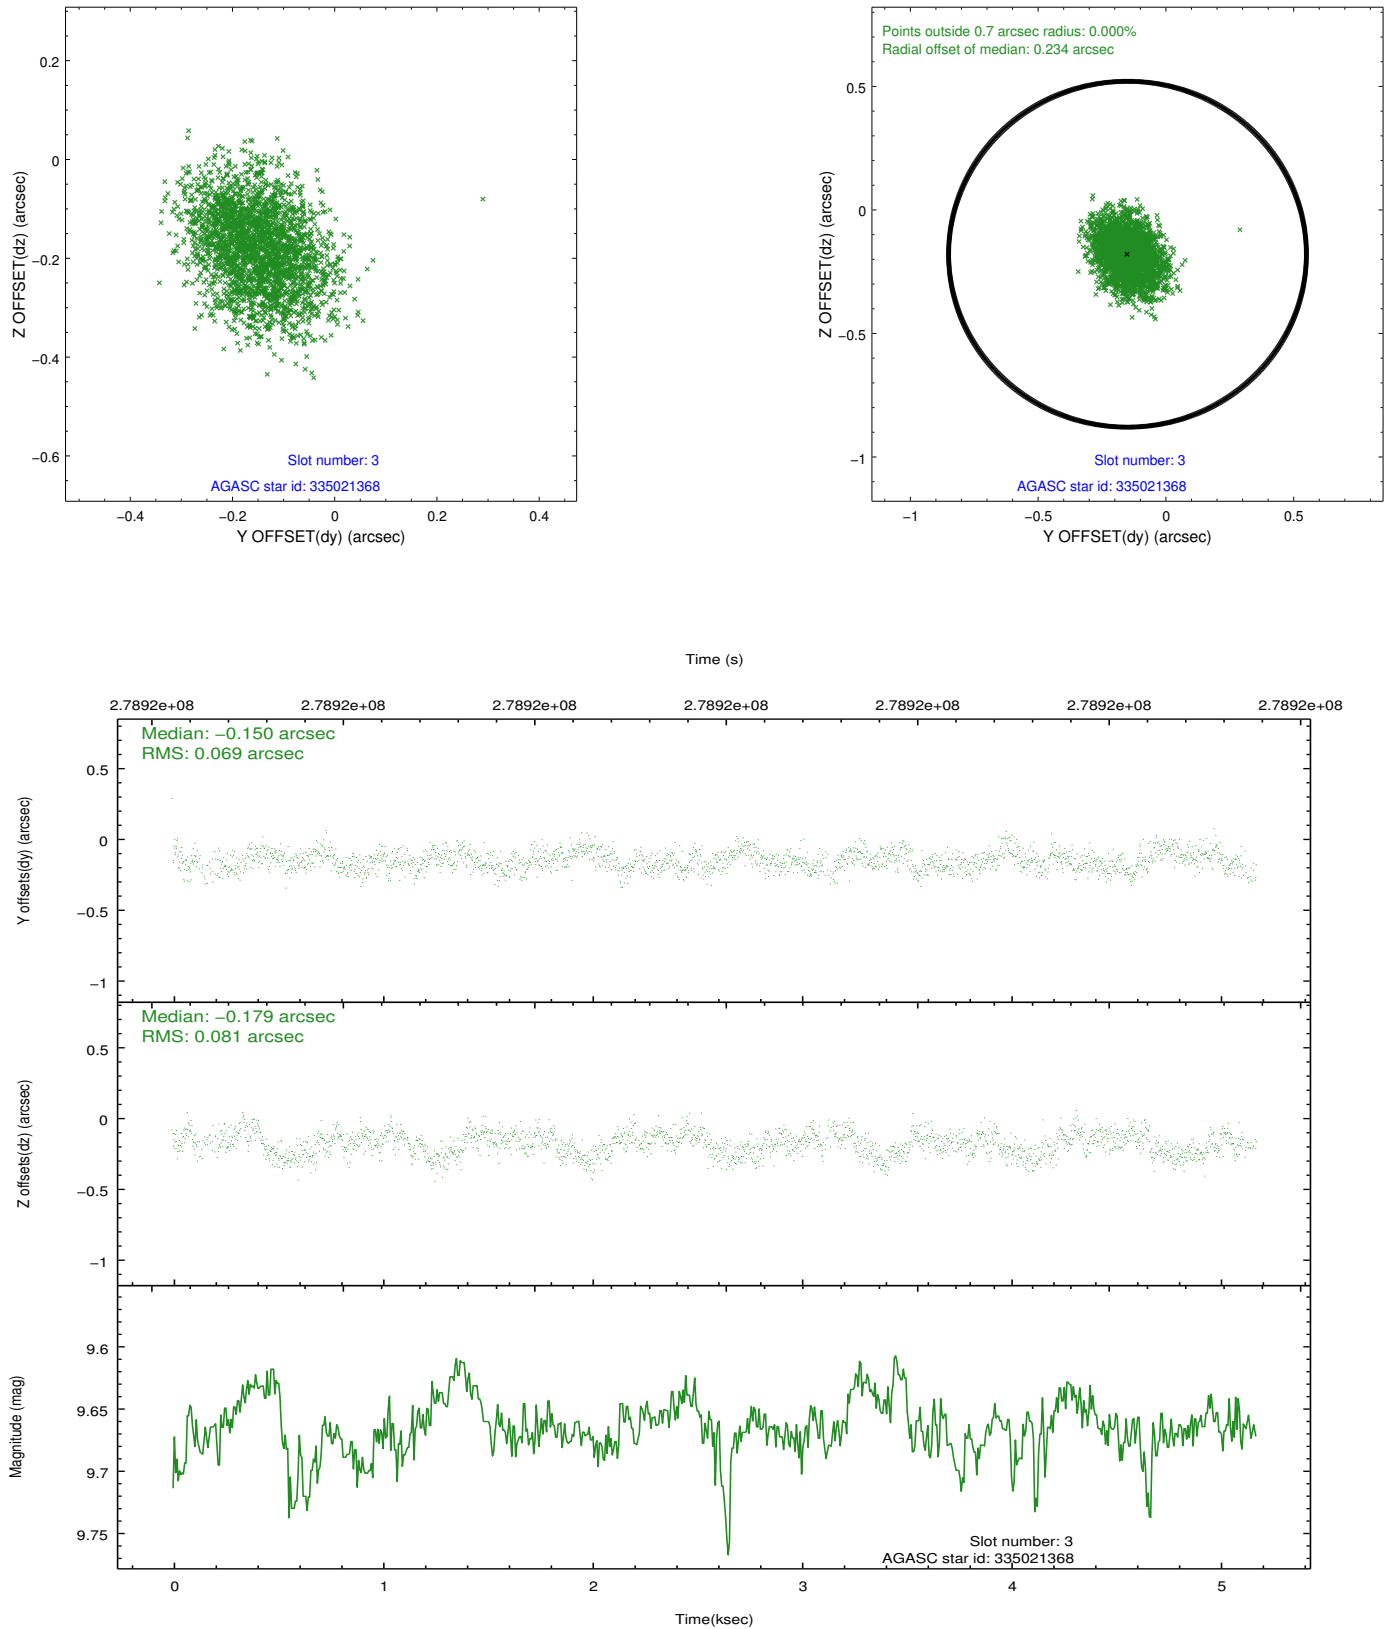 0.2
0
−0.2
−0.4
−0.6
Z OFFSET(dz) (arcsec)
Slot number: 3
AGASC star id: 335021368
−0.4 −0.2 0 0.2 0.4
Y OFFSET(dy) (arcsec)
Points outside 0.7 arcsec radius: 0.000%
Radial offset of median: 0.234 arcsec
0.5
0
−0.5
−1
Z OFFSET(dz) (arcsec)
Slot number: 3
AGASC star id: 335021368
−1 −0.5 0 0.5
Y OFFSET(dy) (arcsec)
Time (s)
2.7892e+08 2.7892e+08 2.7892e+08 2.7892e+08 2.7892e+08 2.7892e+08 2.7892e+08
Median: −0.150 arcsec
RMS: 0.069 arcsec
0.5
0
−0.5
−1
Y offsets(dy) (arcsec)
Median: −0.179 arcsec
RMS: 0.081 arcsec
0.5
0
−0.5
−1
Z offsets(dz) (arcsec)
9.6
9.65
9.7
9.75
Magnitude (mag)
Slot number: 3
AGASC star id: 335021368
0 1 2 3 4 5
Time(ksec)